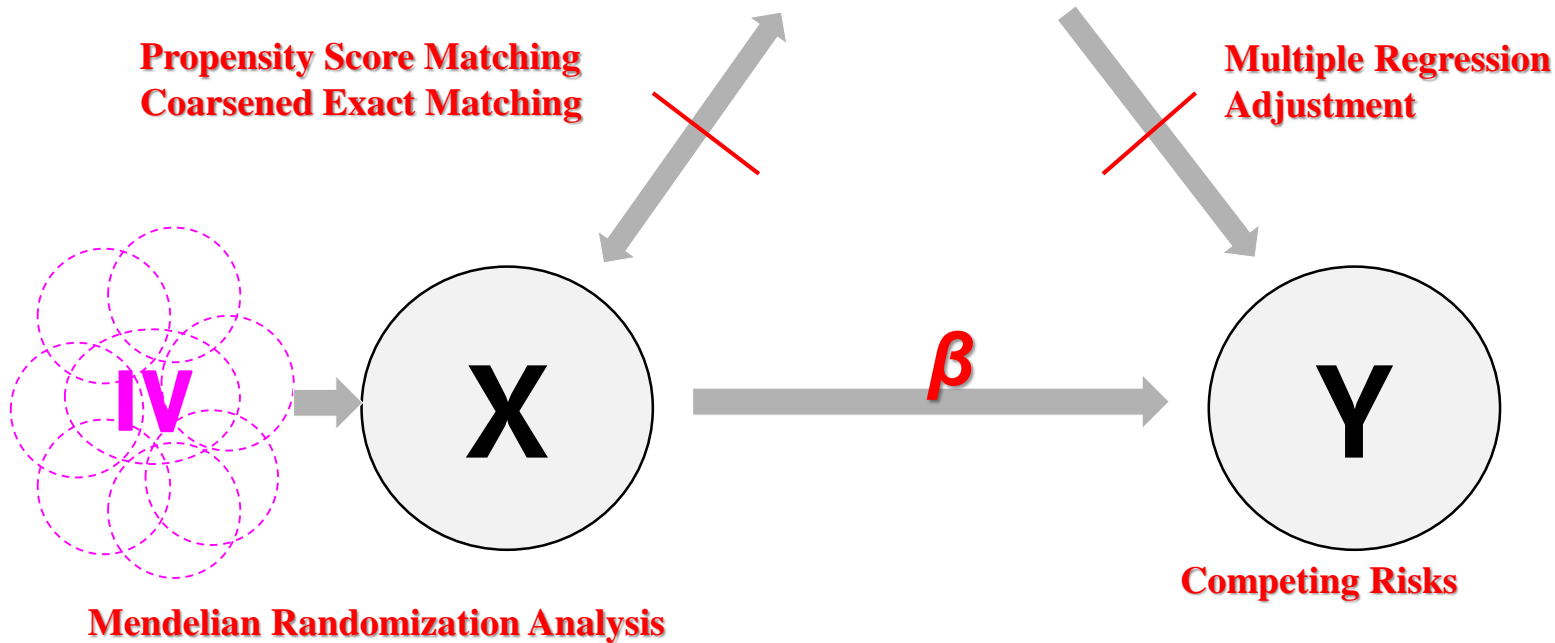 Propensity Score Matching
Coarsened Exact Matching
Multiple Regression
Adjustment
IV
X
β
Y
Competing Risks
Mendelian Randomization Analysis